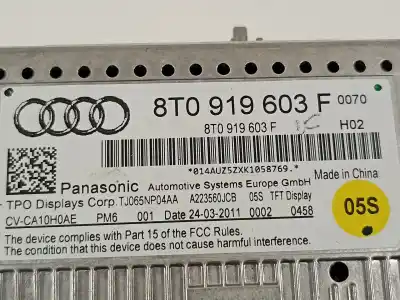 8T0 919 603 F 0070
8T0 919 603 F H02
*014AUZ5ZXK1058769.*
Panasonic Automotive Systems Europe GmbH
Made in China
TPO Displays Corp. TJ065NP04AA A223560JCB 05S TFT Display
CV-CA10H0AE PM6 001 Date 24-03-2011 0002 0458
05S
The device complies with Part 15 of the FCC Rules.
The condition that this device does not cause
harmful interference.